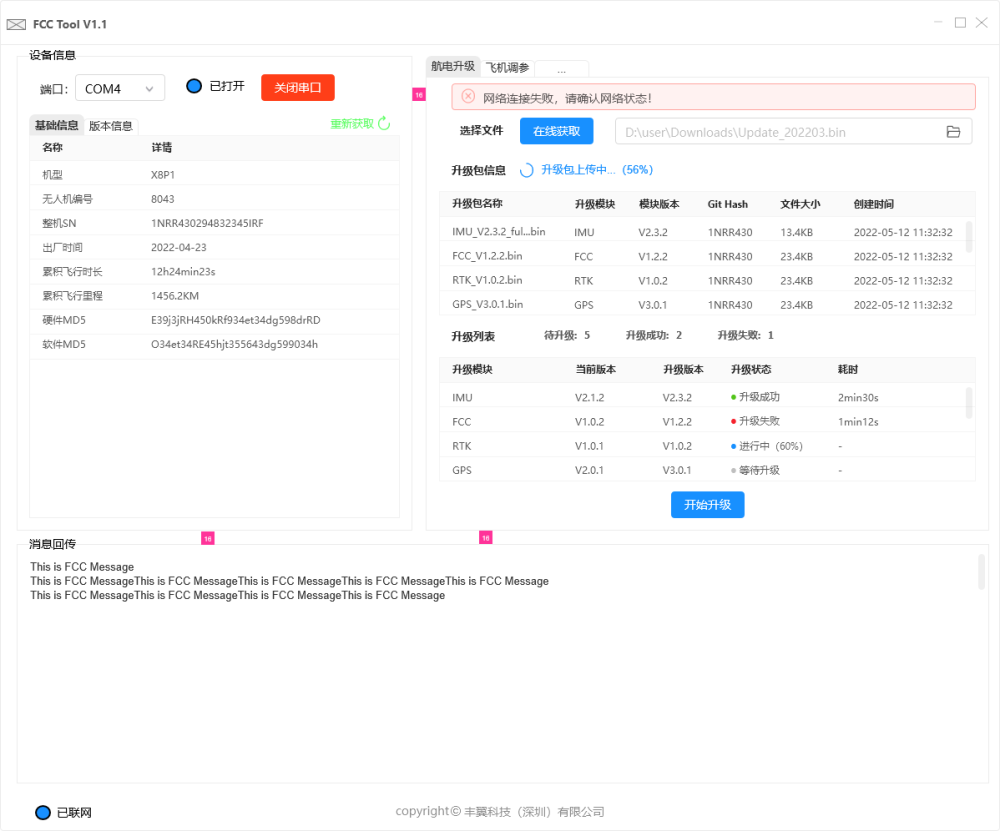 FCC Tool V1.1
设备信息
端口： COM4 已打开 关闭串口
基础信息 版本信息 重新获取
名称 详情
机型 X8P1
无人机编号 8043
整机SN 1NRR430294832345IRF
出厂时间 2022-04-23
累积飞行时长 12h24min23s
累积飞行里程 1456.2KM
硬件MD5 E39j3jRH450kRf934et34dg598drRD
软件MD5 O34et34RE45hjt355643dg599034h
16
航电升级 飞机调参 ...
网络连接失败，请确认网络状态！
选择文件 在线获取 D:\user\Downloads\Update_202203.bin
升级包信息 升级包上传中...（56%）
升级包名称 升级模块 模块版本 Git Hash 文件大小 创建时间
IMU_V2.3.2_ful...bin IMU V2.3.2 1NRR430 13.4KB 2022-05-12 11:32:32
FCC_V1.2.2.bin FCC V1.2.2 1NRR430 23.4KB 2022-05-12 11:32:32
RTK_V1.0.2.bin RTK V1.0.2 1NRR430 23.4KB 2022-05-12 11:32:32
GPS_V3.0.1.bin GPS V3.0.1 1NRR430 23.4KB 2022-05-12 11:32:32
升级列表 待升级: 5 升级成功: 2 升级失败: 1
升级模块 当前版本 升级版本 升级状态 耗时
IMU V2.1.2 V2.3.2 升级成功 2min30s
FCC V1.0.2 V1.2.2 升级失败 1min12s
RTK V1.0.1 V1.0.2 进行中（60%） -
GPS V2.0.1 V3.0.1 等待升级 -
开始升级
16 16
消息回传
This is FCC Message
This is FCC MessageThis is FCC MessageThis is FCC MessageThis is FCC MessageThis is FCC Message
This is FCC MessageThis is FCC MessageThis is FCC MessageThis is FCC Message
已联网 copyright© 丰翼科技（深圳）有限公司